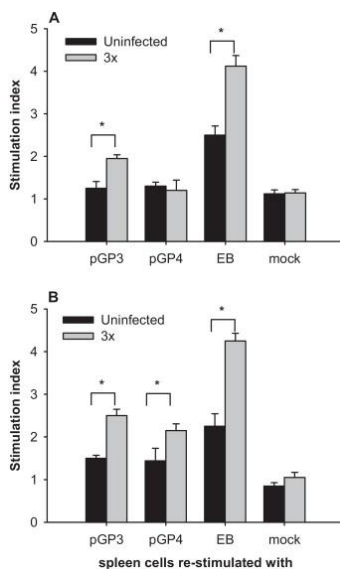 A
Uninfected
3x
*
*
Stimulation index
5
4
3
2
1
0
pGP3 pGP4 EB mock
B
Uninfected
3x
*
*
*
Stimulation index
5
4
3
2
1
0
pGP3 pGP4 EB mock
spleen cells re-stimulated with